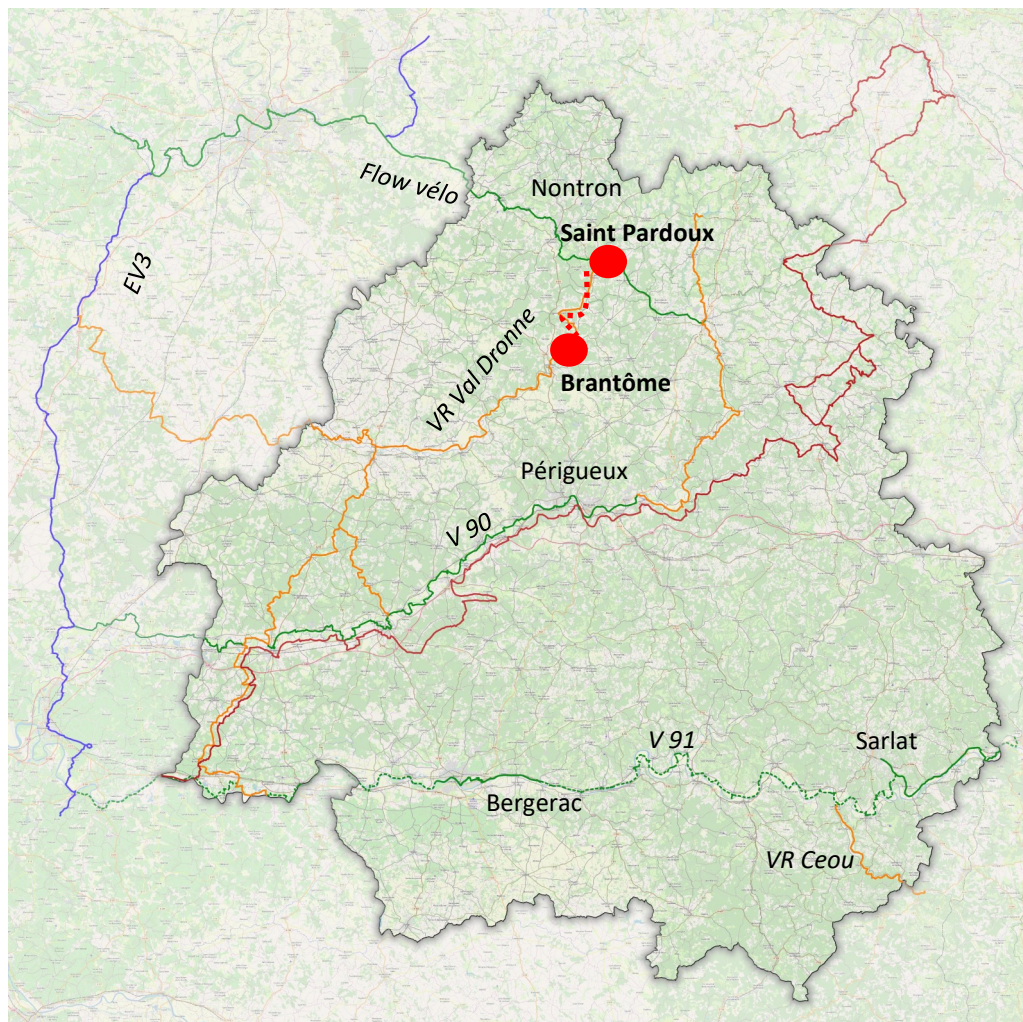 Flow vélo
Nontron
Saint Pardoux
EV3
VR Val Dronne
Brantôme
Périgueux
V 90
V 91
Sarlat
Bergerac
VR Ceou